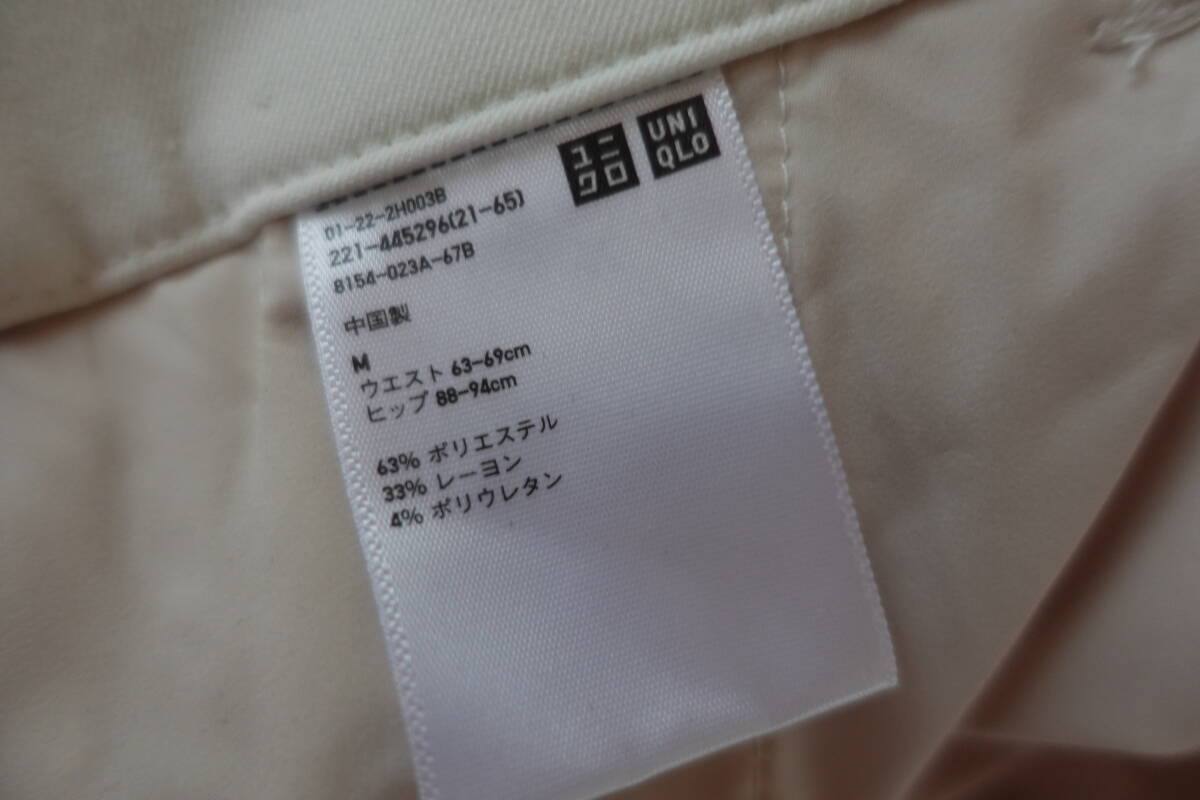 ユニ
クロ
UNI
QLO
01-22-2H003B
221-445296(21-65)
8154-023A-67B
中国製
M
ウエスト 63-69cm
ヒップ 88-94cm
63% ポリエステル
33% レーヨン
4% ポリウレタン